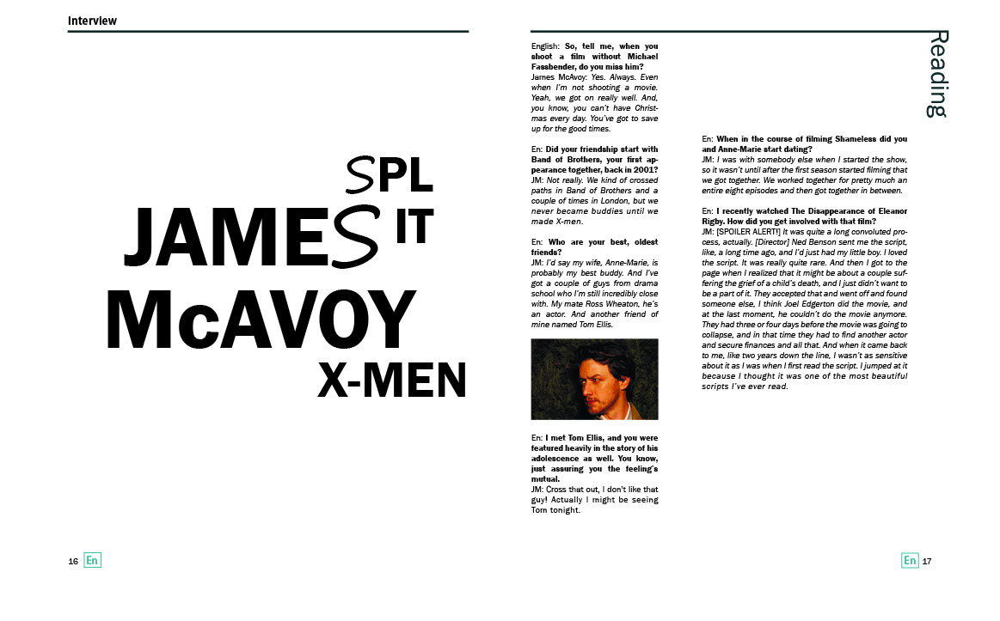 Interview
SPL
JAMES IT
McAVOY
X-MEN
16 En
Reading
English: So, tell me, when you
shoot a film without Michael
Fassbender, do you miss him?
James McAvoy: Yes. Always. Even
when I'm not shooting a movie.
Yeah, we got on really well. And,
you know, you can't have Christ-
mas every day. You've got to save
up for the good times.
En: Did your friendship start with
Band of Brothers, your first ap-
pearance together, back in 2001?
JM: Not really. We kind of crossed
paths in Band of Brothers and a
couple of times in London, but we
never became buddies until we
made X-men.
En: Who are your best, oldest
friends?
JM: I'd say my wife, Anne-Marie, is
probably my best buddy. And I've
got a couple of guys from drama
school who I'm still incredibly close
with. My mate Ross Wheaton, he's
an actor. And another friend of
mine named Tom Ellis.
En: I met Tom Ellis, and you were
featured heavily in the story of his
adolescence as well. You know,
just assuring you the feeling's
mutual.
JM: Cross that out, I don't like that
guy! Actually I might be seeing
Tom tonight.
En: When in the course of filming Shameless did you
and Anne-Marie start dating?
JM: I was with somebody else when I started the show,
so it wasn't until after the first season started filming that
we got together. We worked together for pretty much an
entire eight episodes and then got together in between.
En: I recently watched The Disappearance of Eleanor
Rigby. How did you get involved with that film?
JM: [SPOILER ALERT!] It was quite a long convoluted pro-
cess, actually. [Director] Ned Benson sent me the script,
like, a long time ago, and I'd just had my little boy. I loved
the script. It was really quite rare. And then I got to the
page when I realized that it might be about a couple suf-
fering the grief of a child's death, and I just didn't want to
be a part of it. They accepted that and went off and found
someone else, I think Joel Edgerton did the movie, and
at the last moment, he couldn't do the movie anymore.
They had three or four days before the movie was going to
collapse, and in that time they had to find another actor
and secure finances and all that. And when it came back
to me, like two years down the line, I wasn't as sensitive
about it as I was when I first read the script. I jumped at it
because I thought it was one of the most beautiful
scripts I've ever read.
En 17